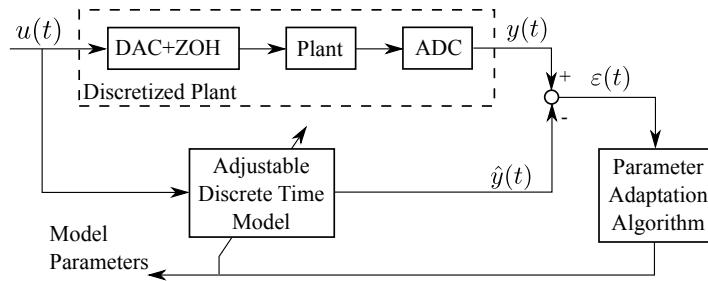 u(t)
DAC+ZOH
Plant
ADC
y(t)
Discretized Plant
+
ε(t)
-
Adjustable
Discrete Time
Model
ŷ(t)
Parameter
Adaptation
Algorithm
Model
Parameters